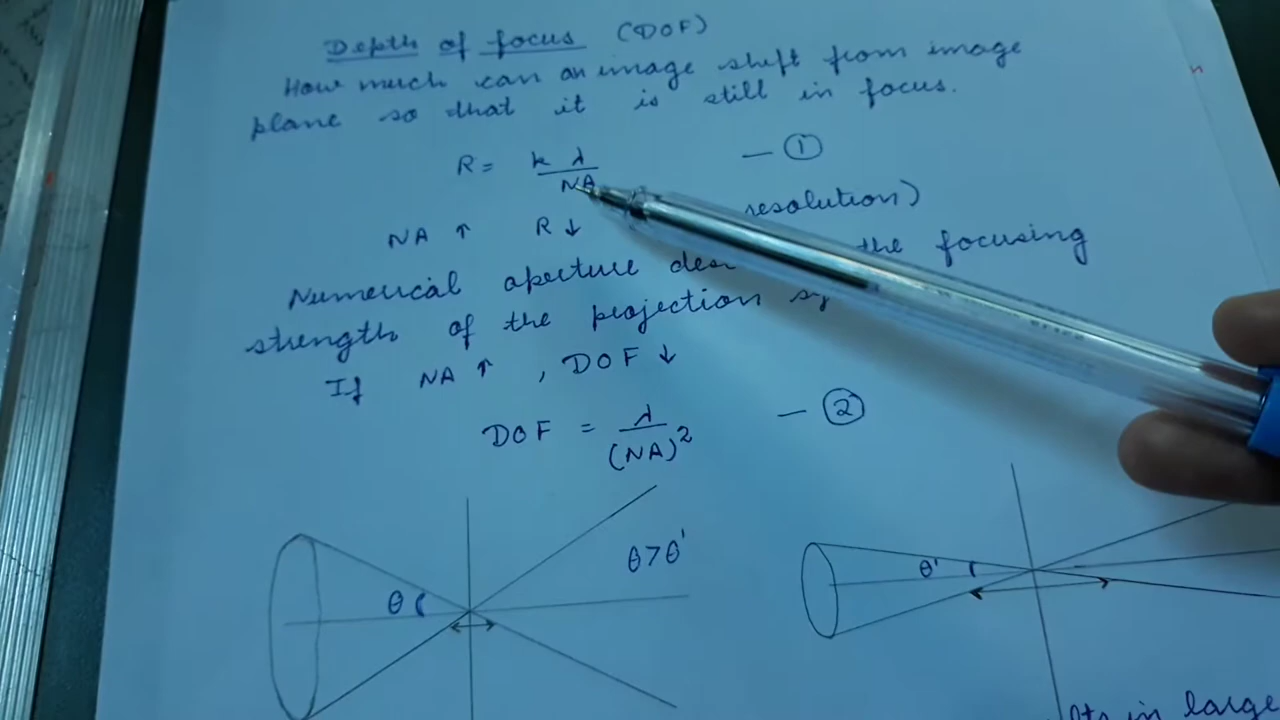 Depth of focus (DOF)
How much can an image shift from image
plane so that it is still in focus.
R = kλ/NA — ①
NA ↑ R ↓ resolution)
Numerical aperture the focusing
strength of the projection
If NA ↑ , DOF ↓
DOF = λ/(NA)² — ②
θ > θ'
θ
θ'
in large